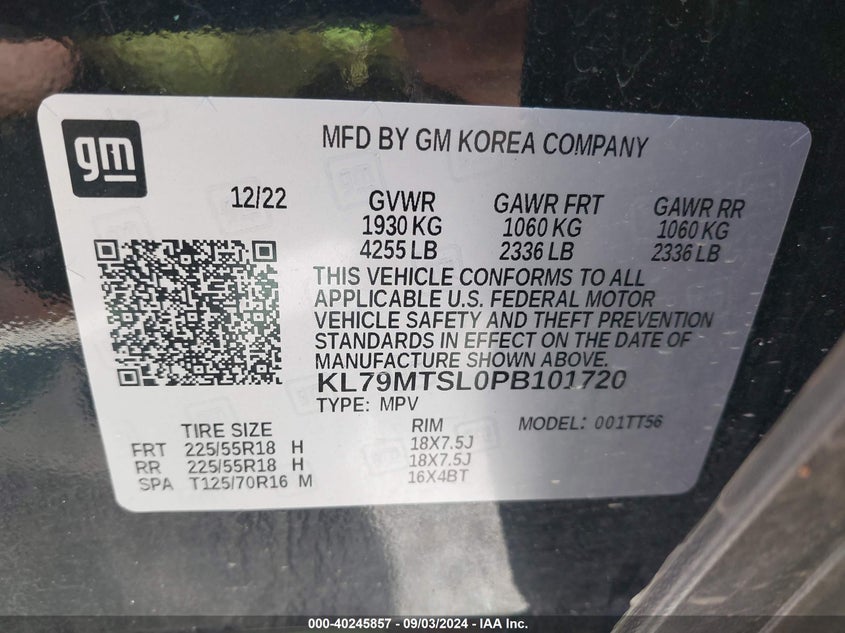 gm
MFD BY GM KOREA COMPANY
12/22 GVWR GAWR FRT GAWR RR
1930 KG 1060 KG 1060 KG
4255 LB 2336 LB 2336 LB
THIS VEHICLE CONFORMS TO ALL
APPLICABLE U.S. FEDERAL MOTOR
VEHICLE SAFETY AND THEFT PREVENTION
STANDARDS IN EFFECT ON THE DATE OF
MANUFACTURE SHOWN ABOVE.
KL79MTSL0PB101720
TYPE: MPV
TIRE SIZE RIM MODEL: 001TT56
FRT 225/55R18 H 18X7.5J
RR 225/55R18 H 18X7.5J
SPA T125/70R16 M 16X4BT
000-40245857 - 09/03/2024 - IAA Inc.